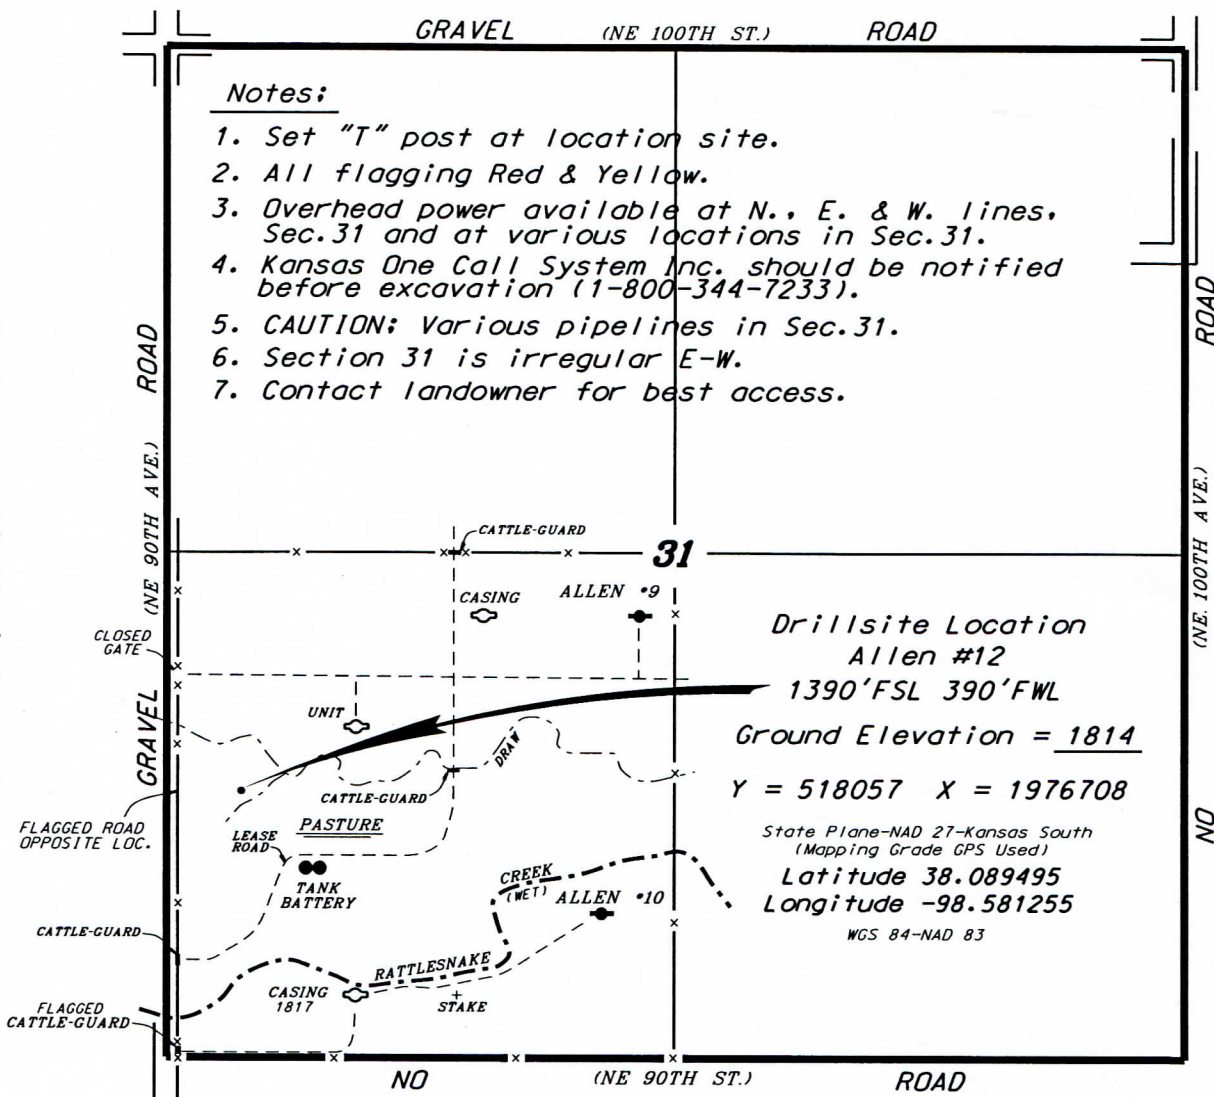 GRAVEL (NE 100TH ST.) ROAD
Notes:
1. Set "T" post at location site.
2. All flagging Red & Yellow.
3. Overhead power available at N., E. & W. lines,
Sec.31 and at various locations in Sec.31.
4. Kansas One Call System Inc. should be notified
before excavation (1-800-344-7233).
5. CAUTION: Various pipelines in Sec.31.
6. Section 31 is irregular E-W.
7. Contact landowner for best access.
GRAVEL (NE 90TH AVE.) ROAD
NO (NE. 100TH AVE.) ROAD
CATTLE-GUARD
31
CASING
ALLEN #9
CLOSED
GATE
UNIT
DRAW
CATTLE-GUARD
Drillsite Location
Allen #12
1390'FSL 390'FWL
Ground Elevation = 1814
Y = 518057 X = 1976708
State Plane-NAD 27-Kansas South
(Mapping Grade GPS Used)
Latitude 38.089495
Longitude -98.581255
WGS 84-NAD 83
FLAGGED ROAD
OPPOSITE LOC.
PASTURE
LEASE
ROAD
TANK
BATTERY
CREEK
(WET)
ALLEN #10
CATTLE-GUARD
RATTLESNAKE
CASING
1817
STAKE
FLAGGED
CATTLE-GUARD
NO (NE 90TH ST.) ROAD